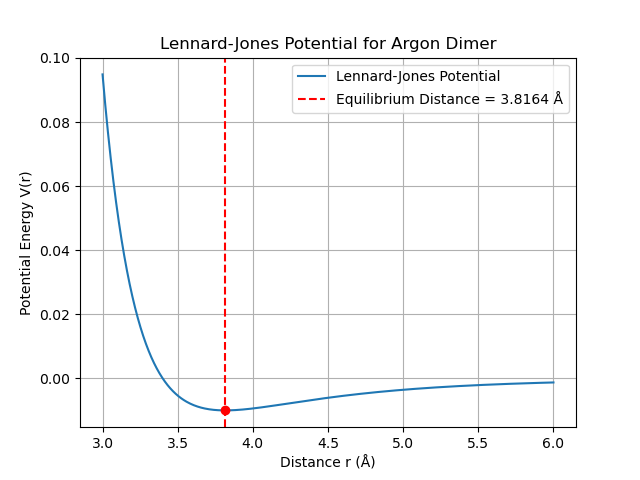 Lennard-Jones Potential for Argon Dimer
Lennard-Jones Potential
Equilibrium Distance = 3.8164 Å
Potential Energy V(r)
0.10
0.08
0.06
0.04
0.02
0.00
3.0 3.5 4.0 4.5 5.0 5.5 6.0
Distance r (Å)